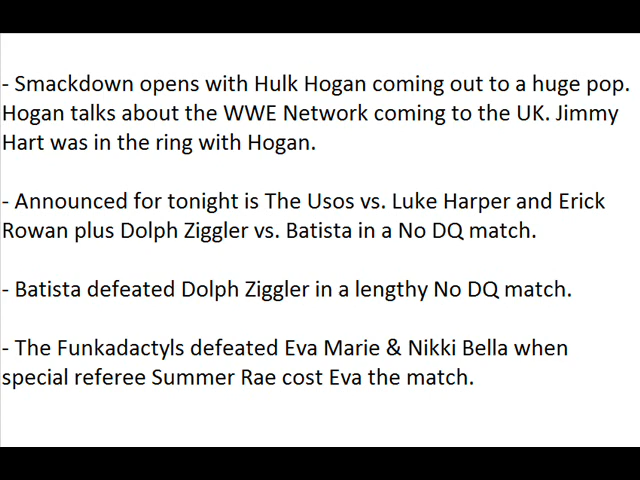 - Smackdown opens with Hulk Hogan coming out to a huge pop.
Hogan talks about the WWE Network coming to the UK. Jimmy
Hart was in the ring with Hogan.
- Announced for tonight is The Usos vs. Luke Harper and Erick
Rowan plus Dolph Ziggler vs. Batista in a No DQ match.
- Batista defeated Dolph Ziggler in a lengthy No DQ match.
- The Funkadactyls defeated Eva Marie & Nikki Bella when
special referee Summer Rae cost Eva the match.